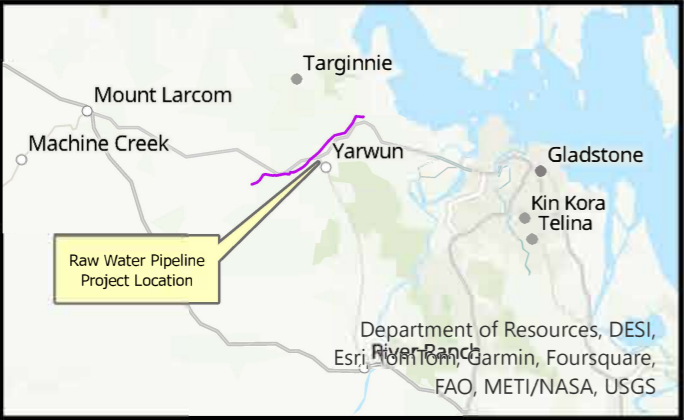 Targinnie
Mount Larcom
Machine Creek
Yarwun
Gladstone
Kin Kora
Telina
Raw Water Pipeline
Project Location
River Ranch
Department of Resources, DESI,
Esri, TomTom, Garmin, Foursquare,
FAO, METI/NASA, USGS